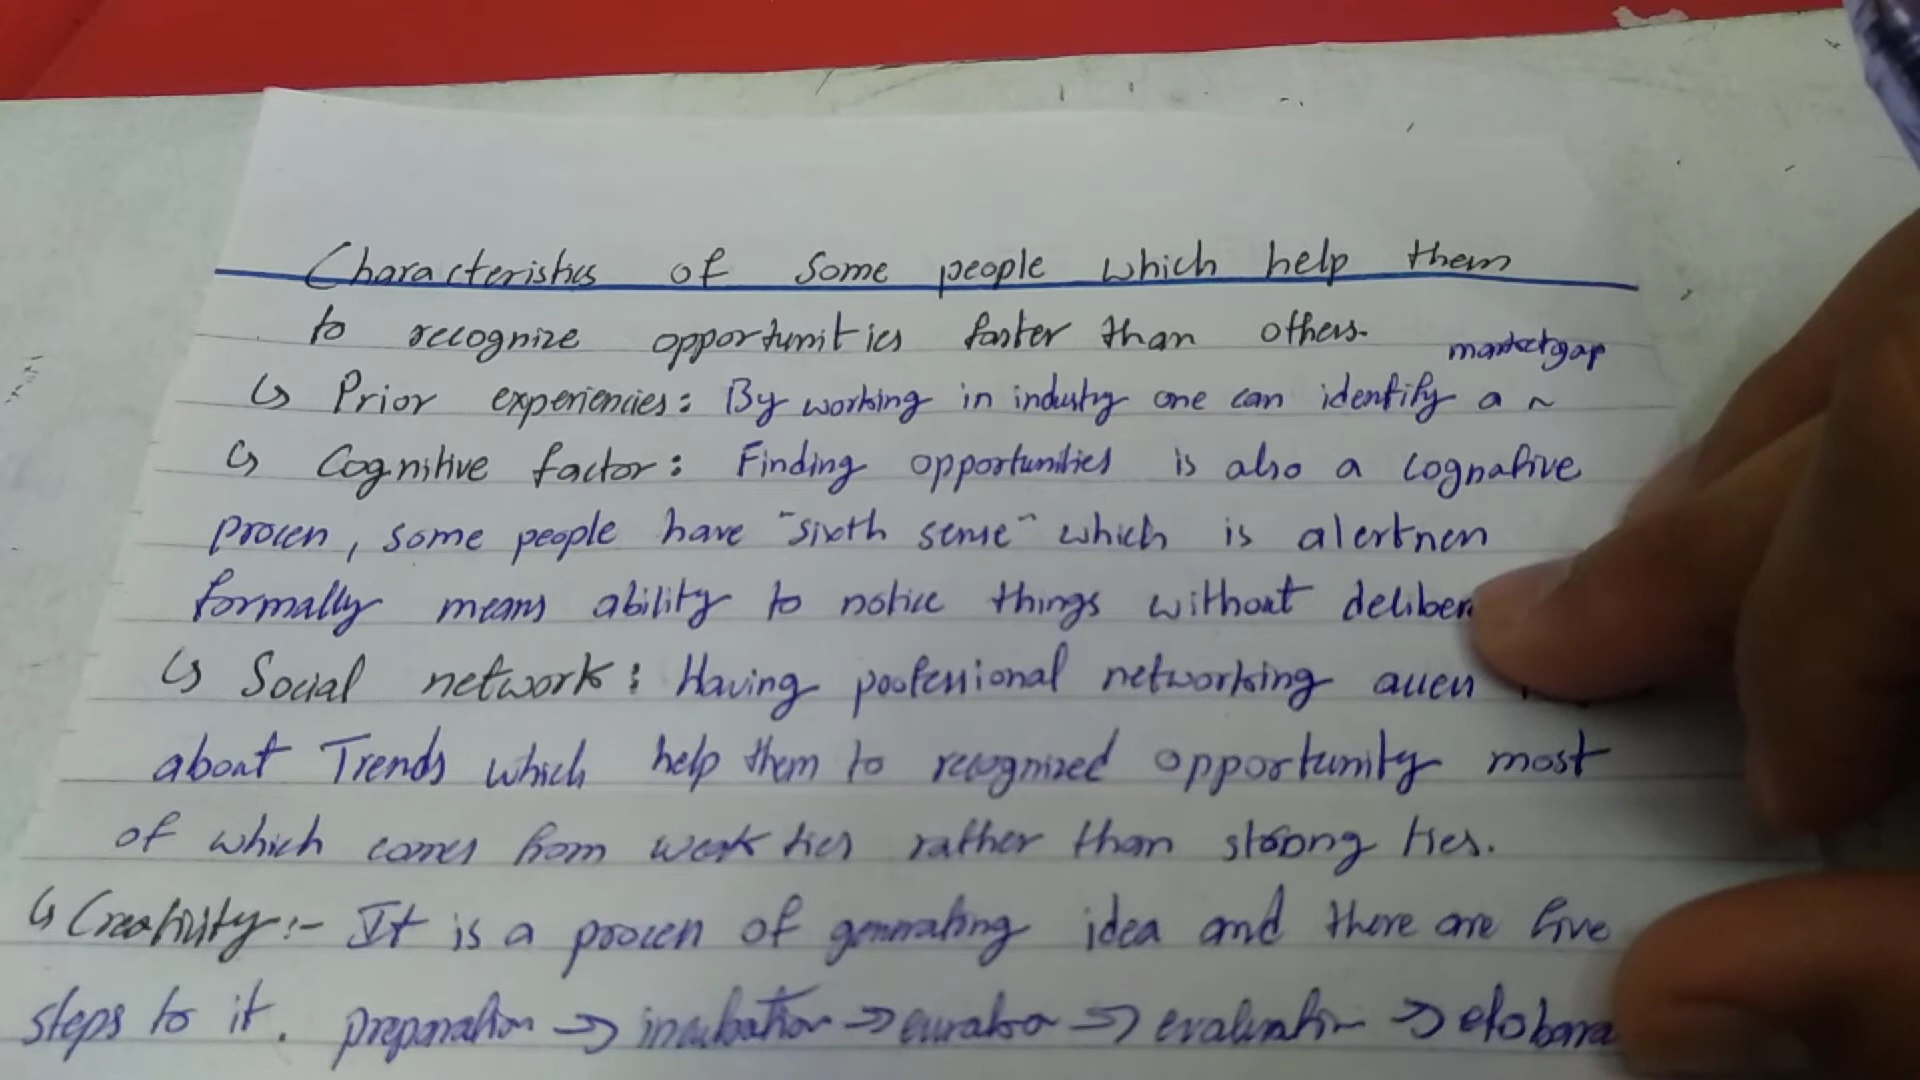 Characteristics of some people which help them
to recognize opportunities faster than others.
market gap
↳ Prior experiencies: By working in industry one can identify a ~
↳ Cognitive factor: Finding opportunities is also a cognative
process, some people have "sixth sense" which is alertness
formally means ability to notice things without deliber
↳ Social network: Having professional networking access
about Trends which help them to recognized opportunity most
of which comes from weak ties rather than strong ties.
↳ Creativity:- It is a process of generating idea and there are five
steps to it. preparation → incubation → → evaluation →